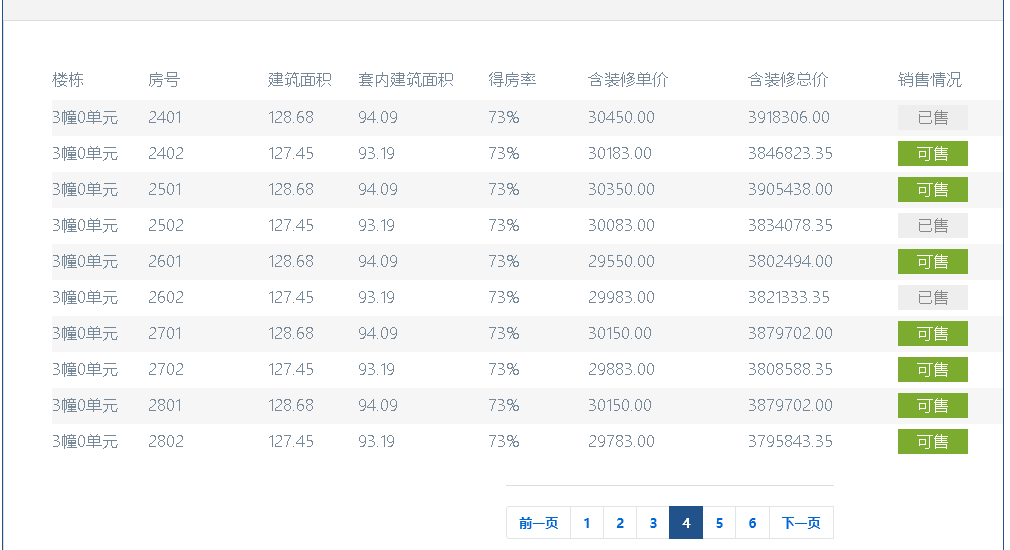 楼栋 房号 建筑面积 套内建筑面积 得房率 含装修单价 含装修总价 销售情况
3幢0单元 2401 128.68 94.09 73% 30450.00 3918306.00 已售
3幢0单元 2402 127.45 93.19 73% 30183.00 3846823.35 可售
3幢0单元 2501 128.68 94.09 73% 30350.00 3905438.00 可售
3幢0单元 2502 127.45 93.19 73% 30083.00 3834078.35 已售
3幢0单元 2601 128.68 94.09 73% 29550.00 3802494.00 可售
3幢0单元 2602 127.45 93.19 73% 29983.00 3821333.35 已售
3幢0单元 2701 128.68 94.09 73% 30150.00 3879702.00 可售
3幢0单元 2702 127.45 93.19 73% 29883.00 3808588.35 可售
3幢0单元 2801 128.68 94.09 73% 30150.00 3879702.00 可售
3幢0单元 2802 127.45 93.19 73% 29783.00 3795843.35 可售
前一页 1 2 3 4 5 6 下一页